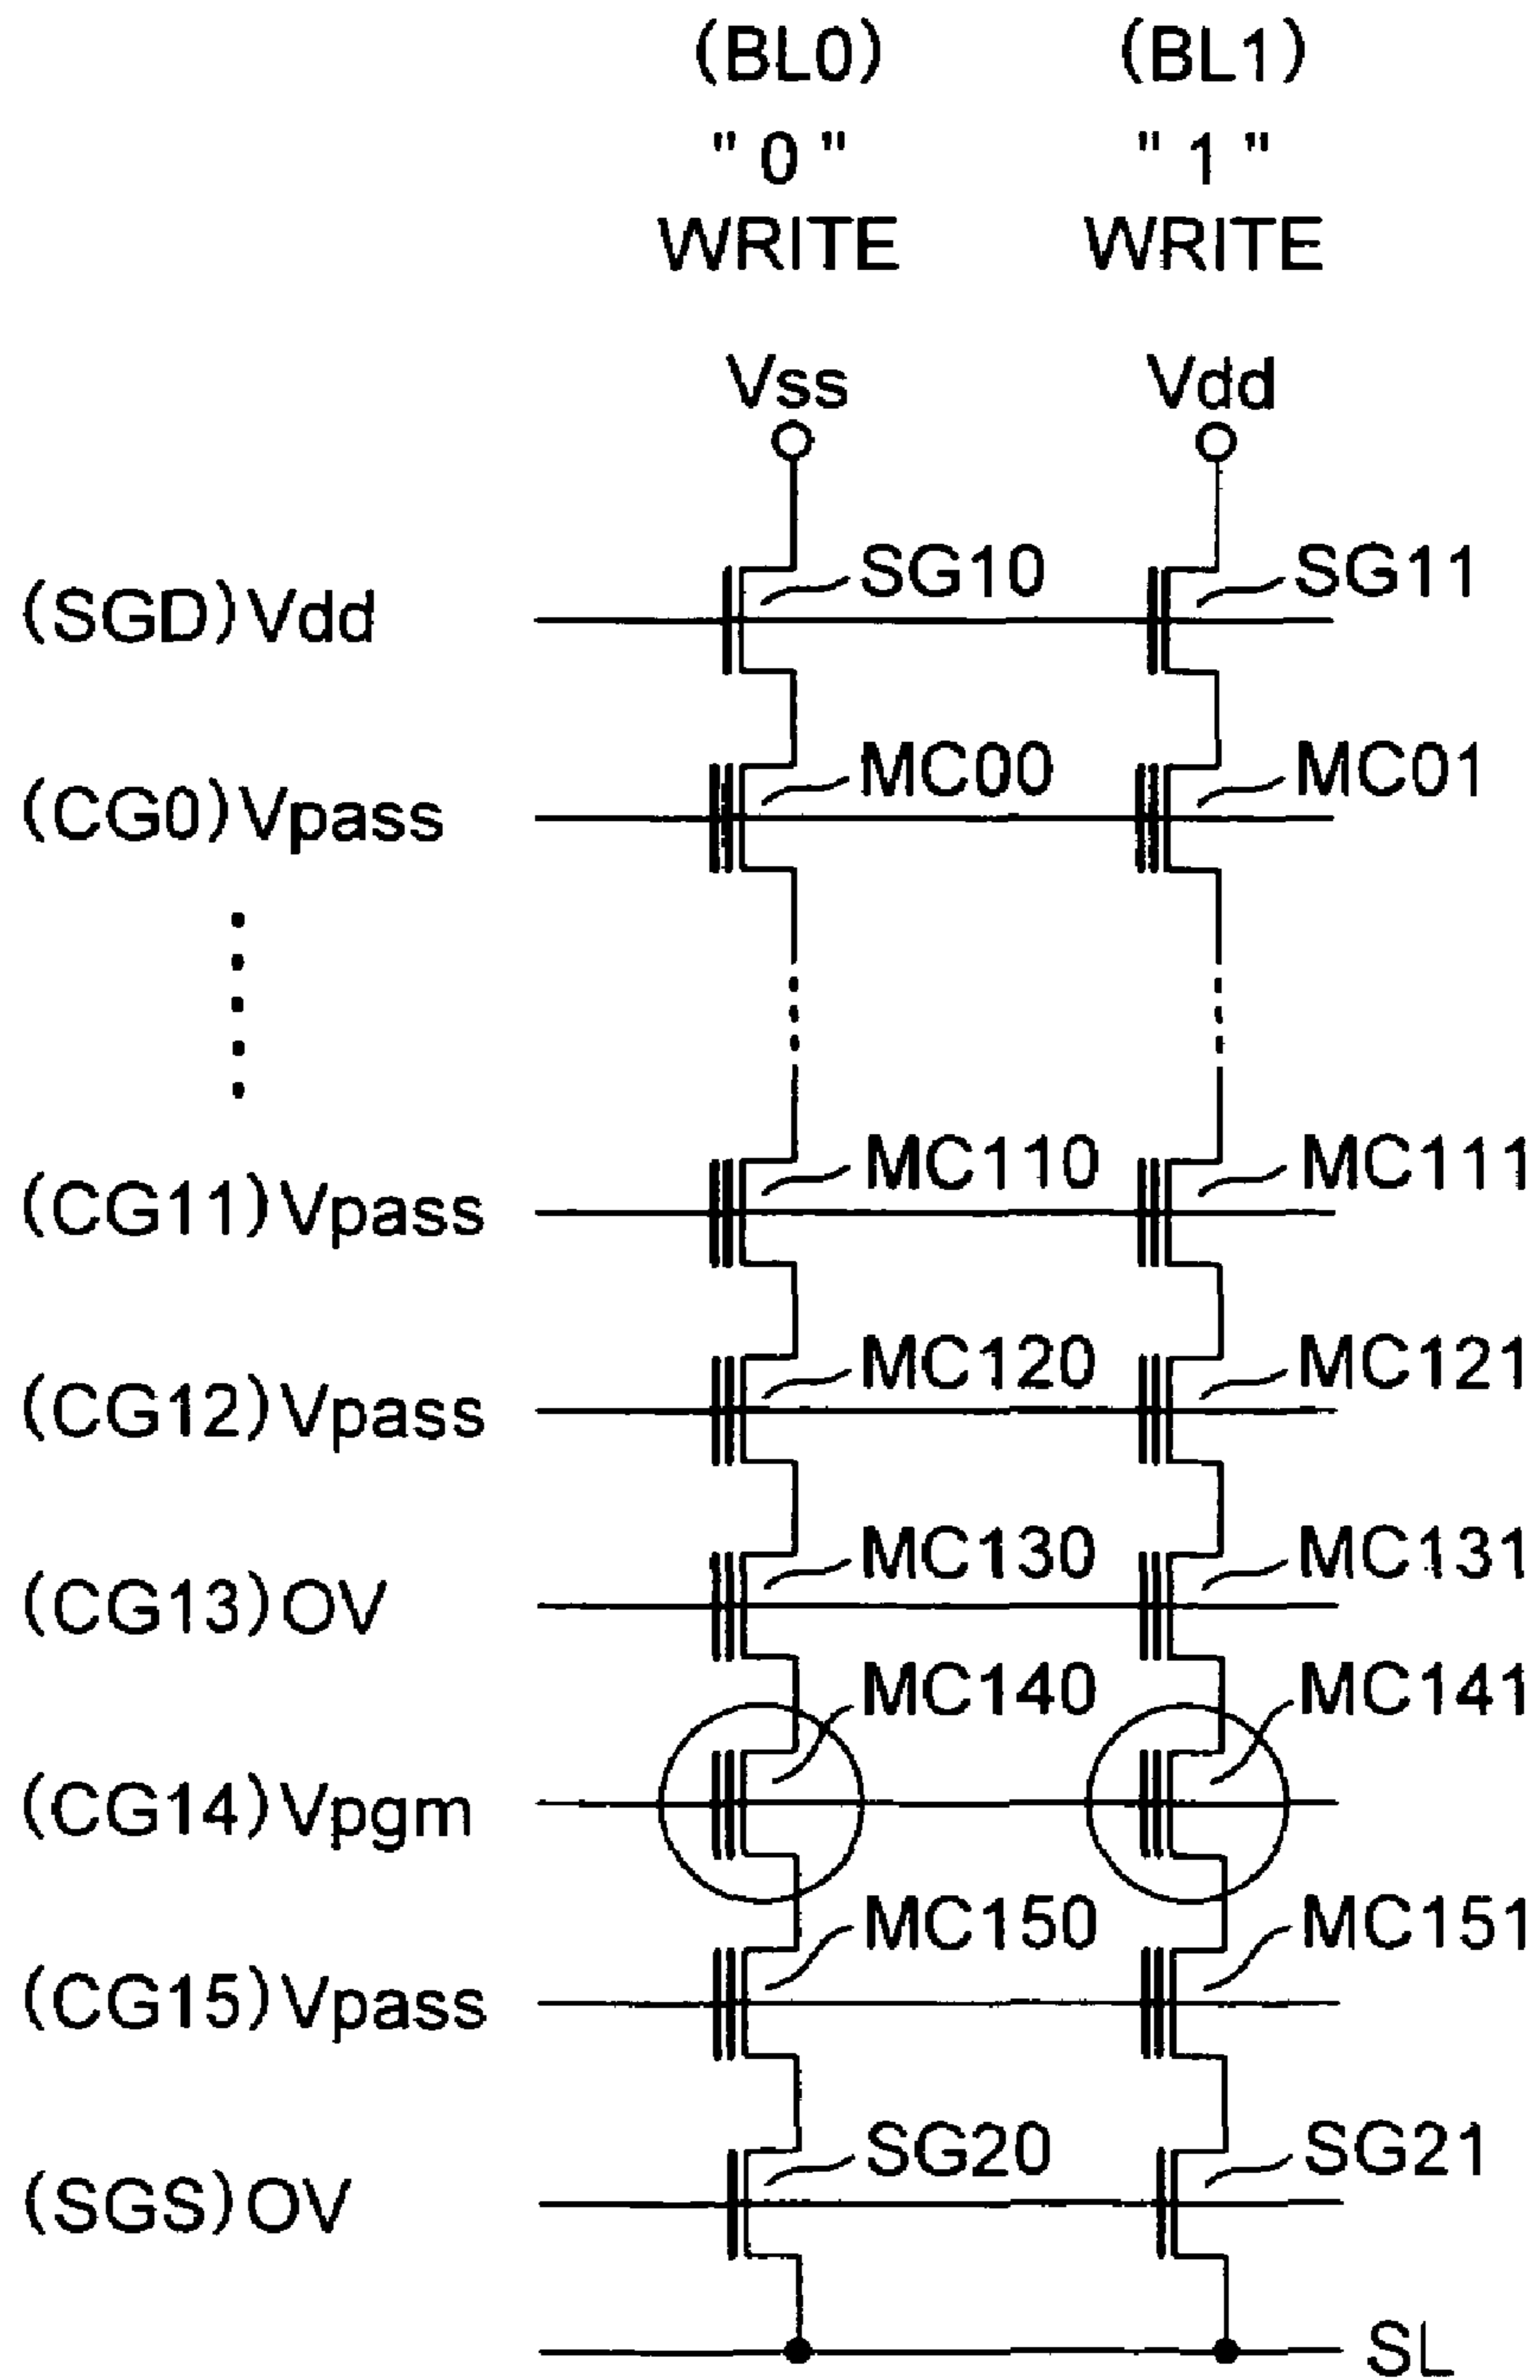 (BL0) (BL1)
"0" "1"
WRITE WRITE
Vss Vdd
(SGD)Vdd SG10 SG11
(CG0)Vpass MC00 MC01
(CG11)Vpass MC110 MC111
(CG12)Vpass MC120 MC121
(CG13)OV MC130 MC131
MC140 MC141
(CG14)Vpgm
MC150 MC151
(CG15)Vpass
SG20 SG21
(SGS)OV
SL